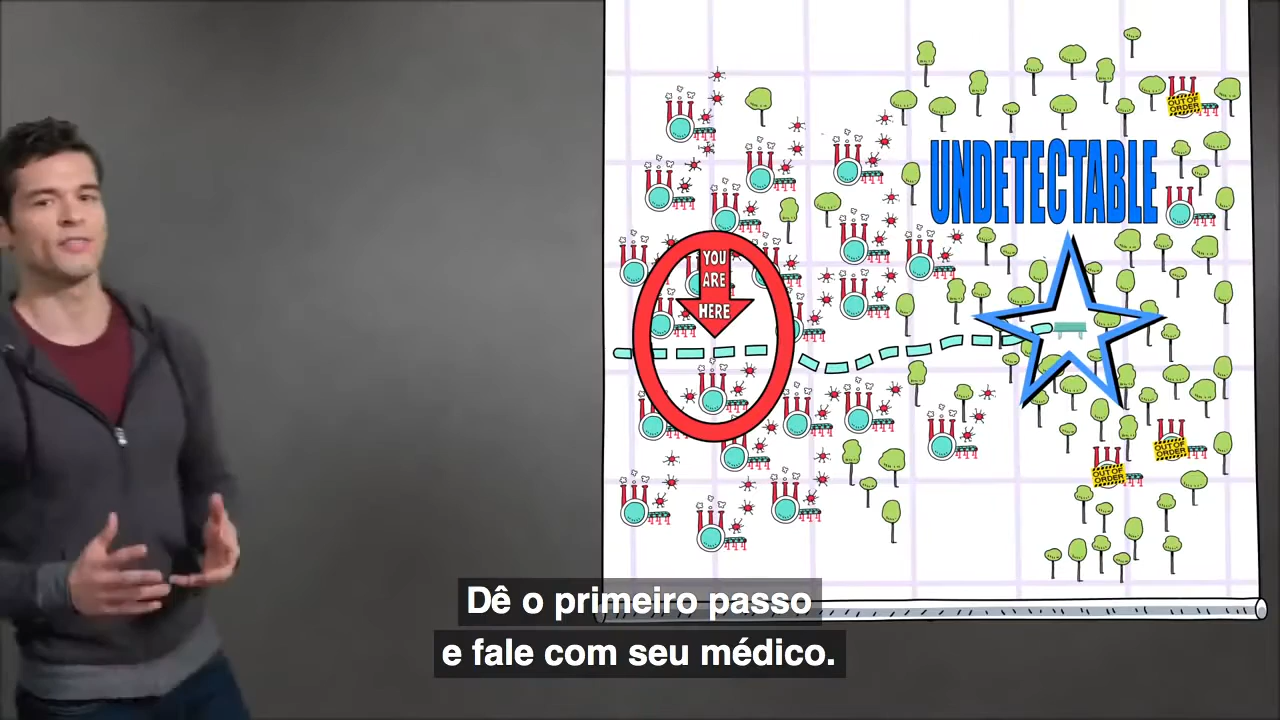 OUT OF
ORDER
UNDETECTABLE
YOU
ARE
HERE
OUT OF
ORDER
OUT OF
ORDER
Dê o primeiro passo
e fale com seu médico.